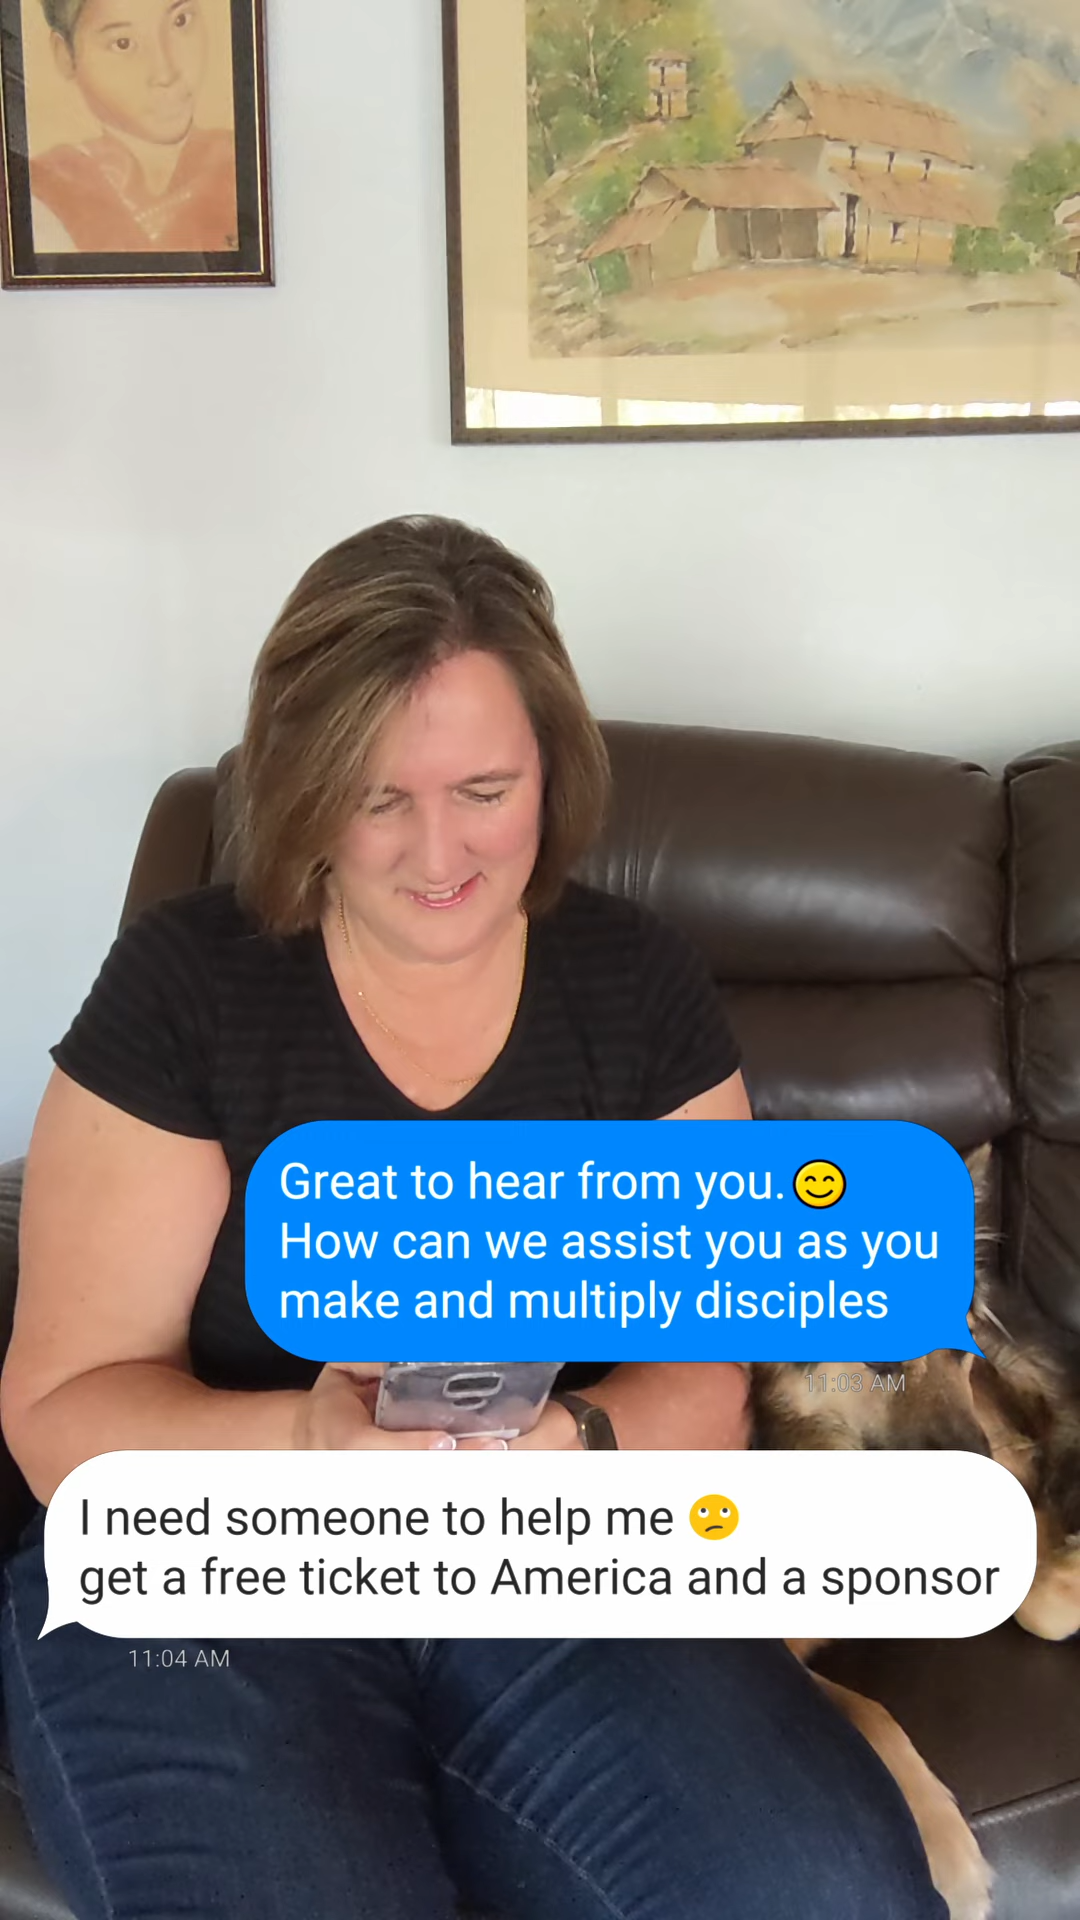 Great to hear from you.😊
How can we assist you as you
make and multiply disciples
11:03 AM
I need someone to help me 🙄
get a free ticket to America and a sponsor
11:04 AM